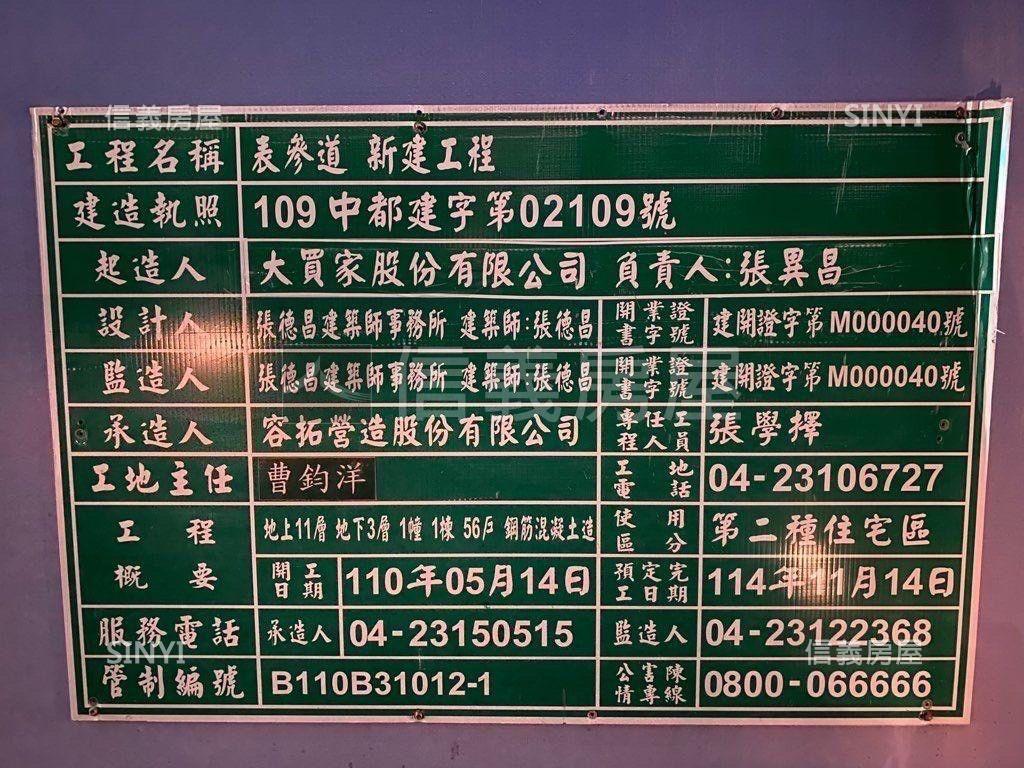 信義房屋 SINYI
工程名稱 表參道 新建工程
建造執照 109中都建字第02109號
起造人 大買家股份有限公司 負責人:張異昌
設計人 張德昌建築師事務所 建築師:張德昌 開業證書字號 建開證字第M000040號
監造人 張德昌建築師事務所 建築師:張德昌 開業證書字號 建開證字第M000040號
信義房屋
承造人 容拓營造股份有限公司 專任工程人員 張學擇
工地主任 曹鈞洋 工地電話 04-23106727
工程概要 地上11層 地下3層 1幢 1棟 56戶 鋼筋混凝土造 使用區分 第二種住宅區
開工日期 110年05月14日 預定完工日期 114年11月14日
服務電話 承造人 04-23150515 監造人 04-23122368
SINYI 信義房屋
管制編號 B110B31012-1 公害陳情專線 0800-066666